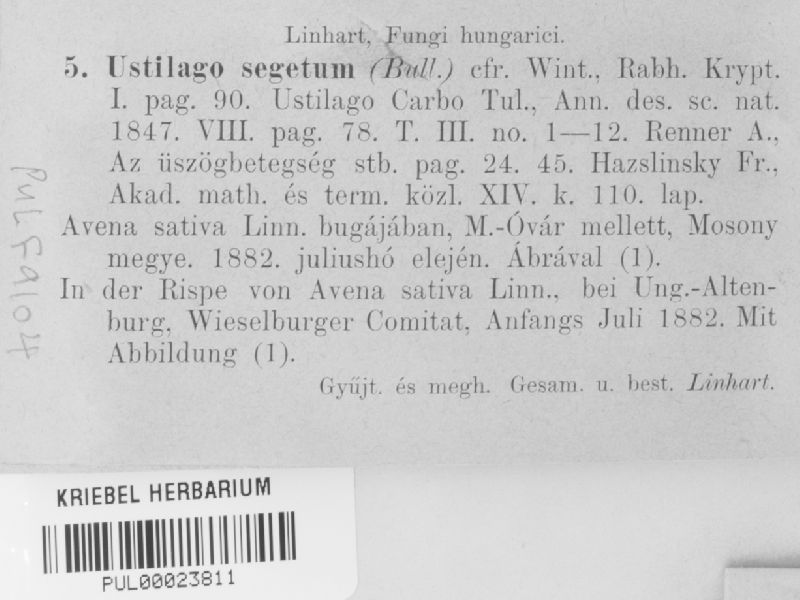 Linhart, Fungi hungarici.
5. Ustilago segetum (Bull.) cfr. Wint., Rabh. Krypt.
I. pag. 90. Ustilago Carbo Tul., Ann. des. sc. nat.
1847. VIII. pag. 78. T. III. no. 1—12. Renner A.,
Az üszögbetegség stb. pag. 24. 45. Hazslinsky Fr.,
Akad. math. és term. közl. XIV. k. 110. lap.
Avena sativa Linn. bugájában, M.-Óvár mellett, Mosony
megye. 1882. juliushó elején. Ábrával (1).
In der Rispe von Avena sativa Linn., bei Ung.-Alten-
burg, Wieselburger Comitat, Anfangs Juli 1882. Mit
Abbildung (1).
Gyűjt. és megh. Gesam. u. best. Linhart.
PUL F9104
KRIEBEL HERBARIUM
PUL00023811